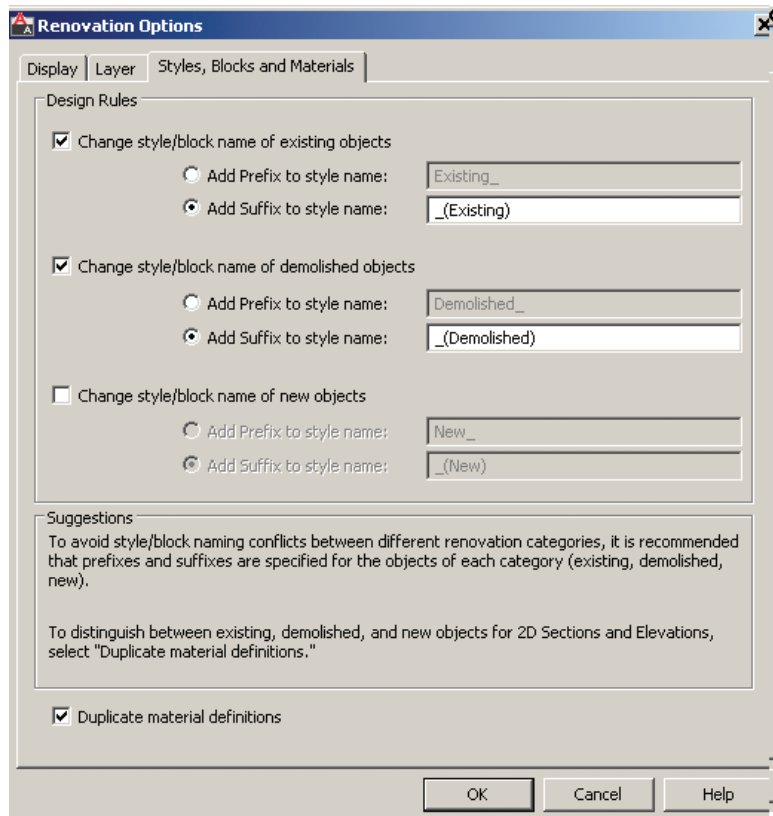 Renovation Options
Display Layer Styles, Blocks and Materials
Design Rules
Change style/block name of existing objects
Add Prefix to style name: Existing_
Add Suffix to style name: _(Existing)
Change style/block name of demolished objects
Add Prefix to style name: Demolished_
Add Suffix to style name: _(Demolished)
Change style/block name of new objects
Add Prefix to style name: New_
Add Suffix to style name: _(New)
Suggestions
To avoid style/block naming conflicts between different renovation categories, it is recommended
that prefixes and suffixes are specified for the objects of each category (existing, demolished,
new).
To distinguish between existing, demolished, and new objects for 2D Sections and Elevations,
select "Duplicate material definitions."
Duplicate material definitions
OK Cancel Help